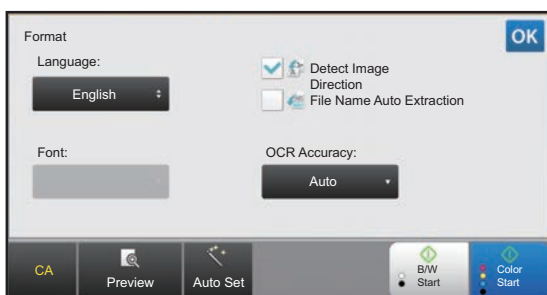 Format
OK
Language:
English
Detect Image
Direction
File Name Auto Extraction
Font:
OCR Accuracy:
Auto
CA
Preview
Auto Set
B/W
Start
Color
Start